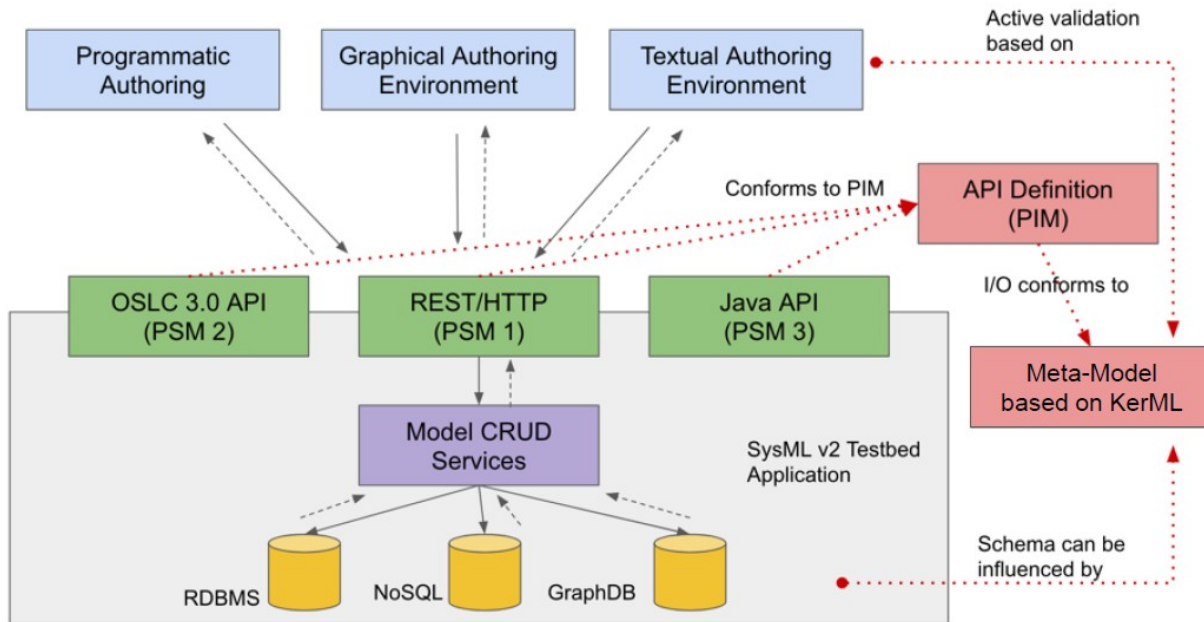 Programmatic
Authoring
Graphical Authoring
Environment
Textual Authoring
Environment
Active validation
based on
Conforms to PIM
API Definition
(PIM)
I/O conforms to
OSLC 3.0 API
(PSM 2)
REST/HTTP
(PSM 1)
Java API
(PSM 3)
Meta-Model
based on KerML
Model CRUD
Services
SysML v2 Testbed
Application
RDBMS
NoSQL
GraphDB
Schema can be
influenced by